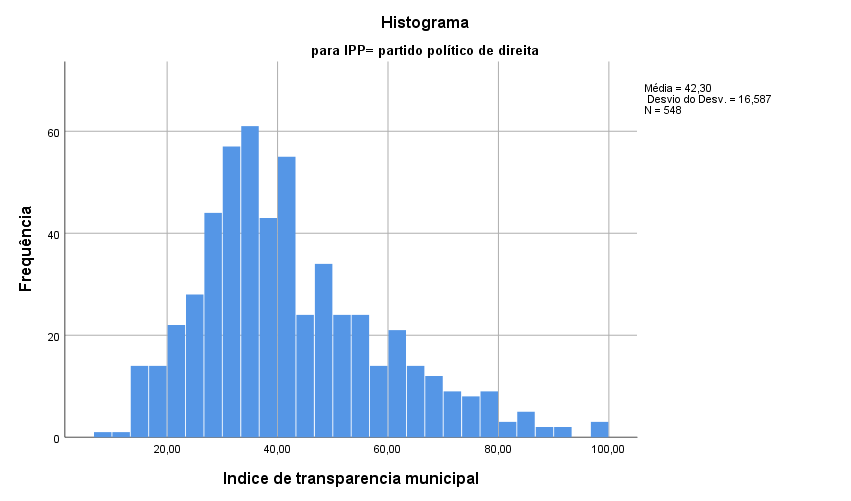 Histograma
para IPP= partido político de direita
Média = 42,30
Desvio do Desv. = 16,587
N = 548
Frequência
60
40
20
0
20,00 40,00 60,00 80,00 100,00
Indice de transparencia municipal